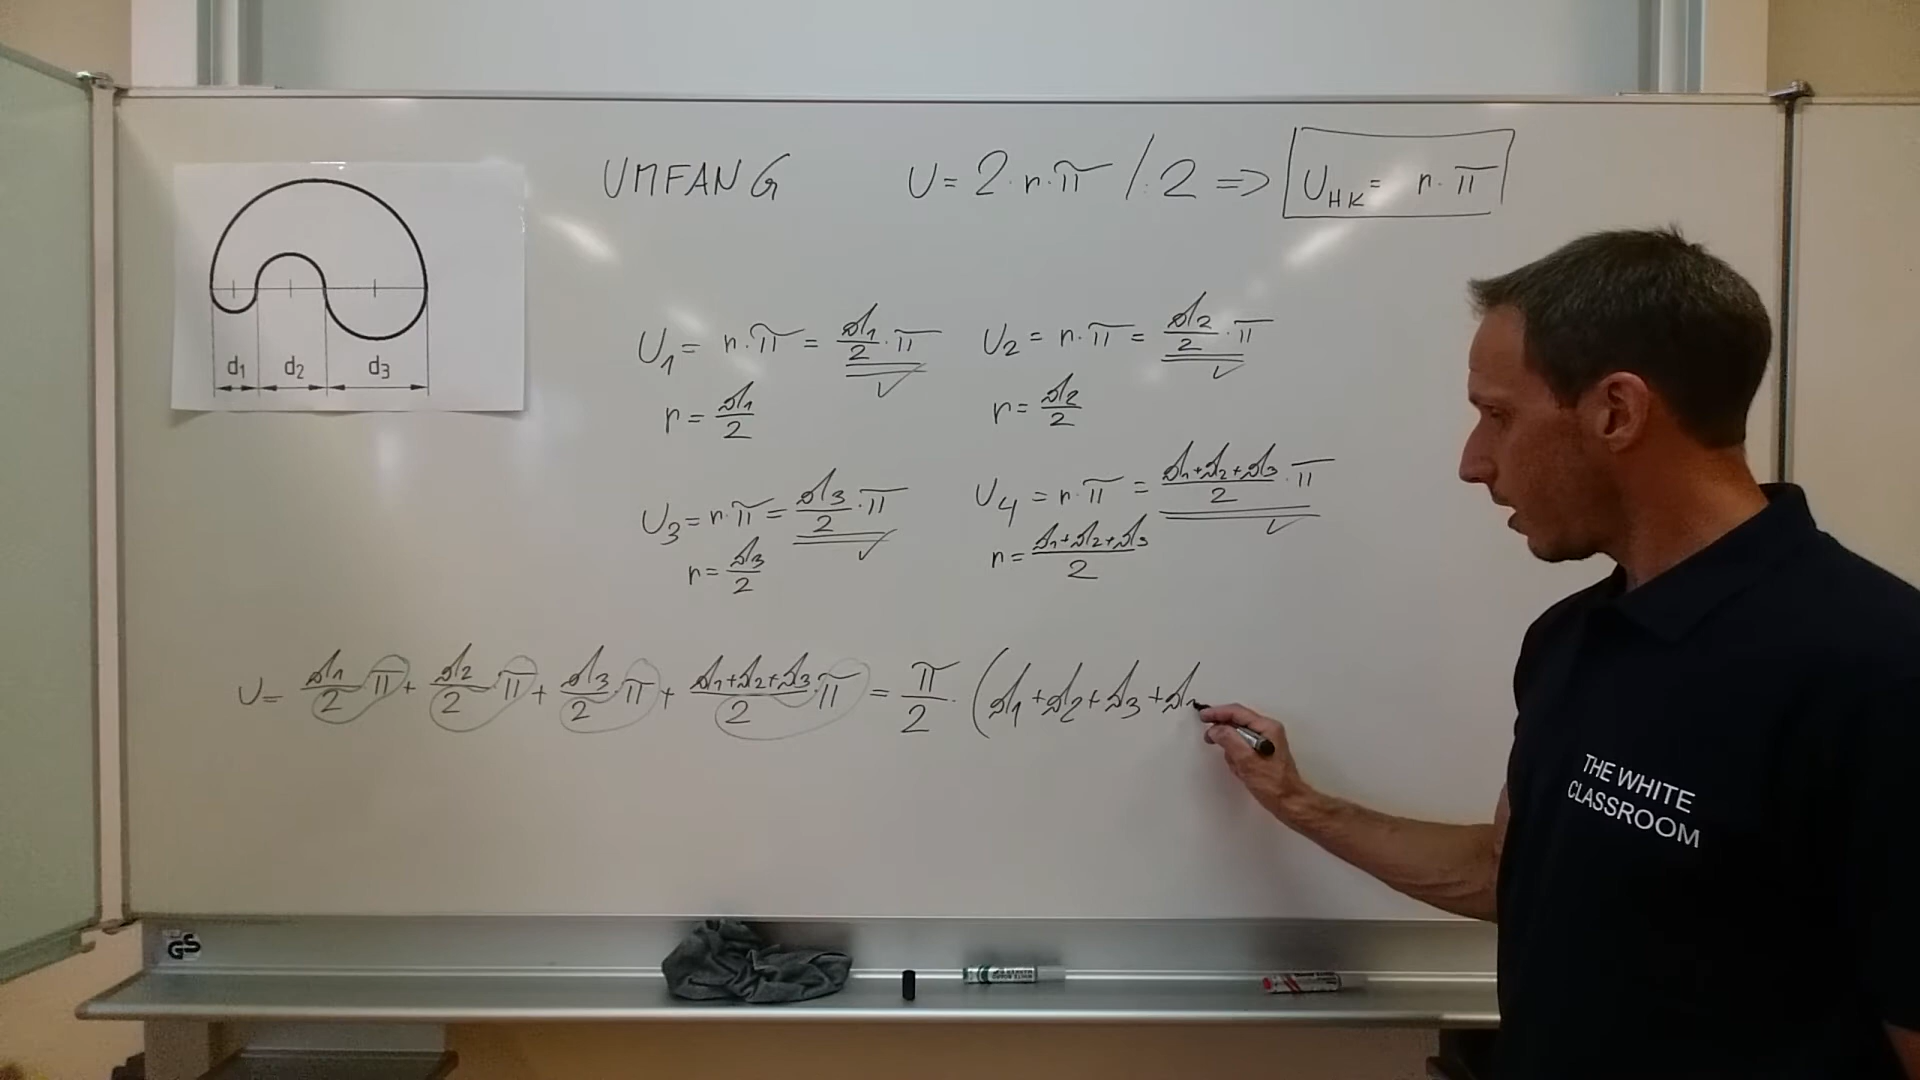 UMFANG U = 2 · r · π / : 2 => U_HK = r · π
U₁ = r · π = d₁/2 · π U₂ = r · π = d₂/2 · π
r = d₁/2 r = d₂/2
d₁ d₂ d₃
U₃ = r · π = d₃/2 · π U₄ = r · π = (d₁+d₂+d₃)/2 · π
r = d₃/2 r = (d₁+d₂+d₃)/2
U = d₁/2 · π + d₂/2 · π + d₃/2 · π + (d₁+d₂+d₃)/2 · π = π/2 · (d₁ + d₂ + d₃ + d₁
THE WHITE
CLASSROOM
GS